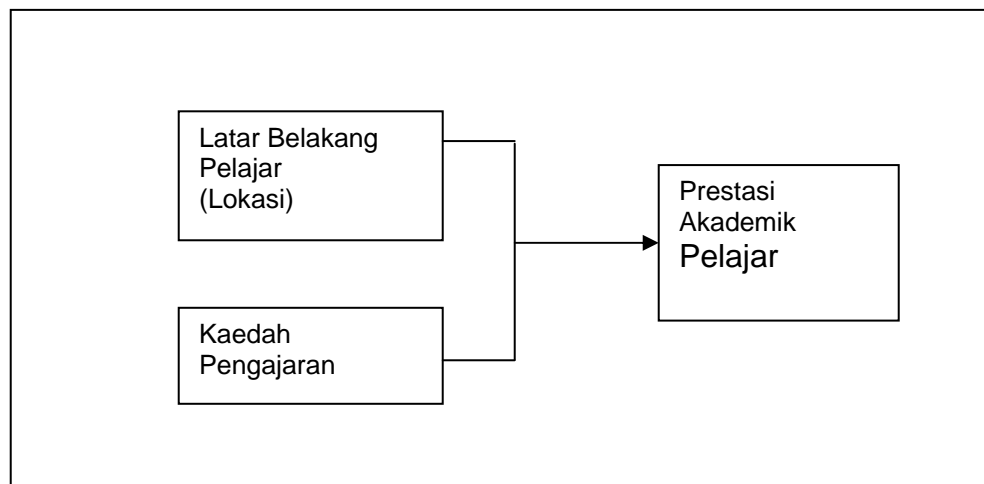 Latar Belakang
Pelajar
(Lokasi)
Prestasi
Akademik
Pelajar
Kaedah
Pengajaran